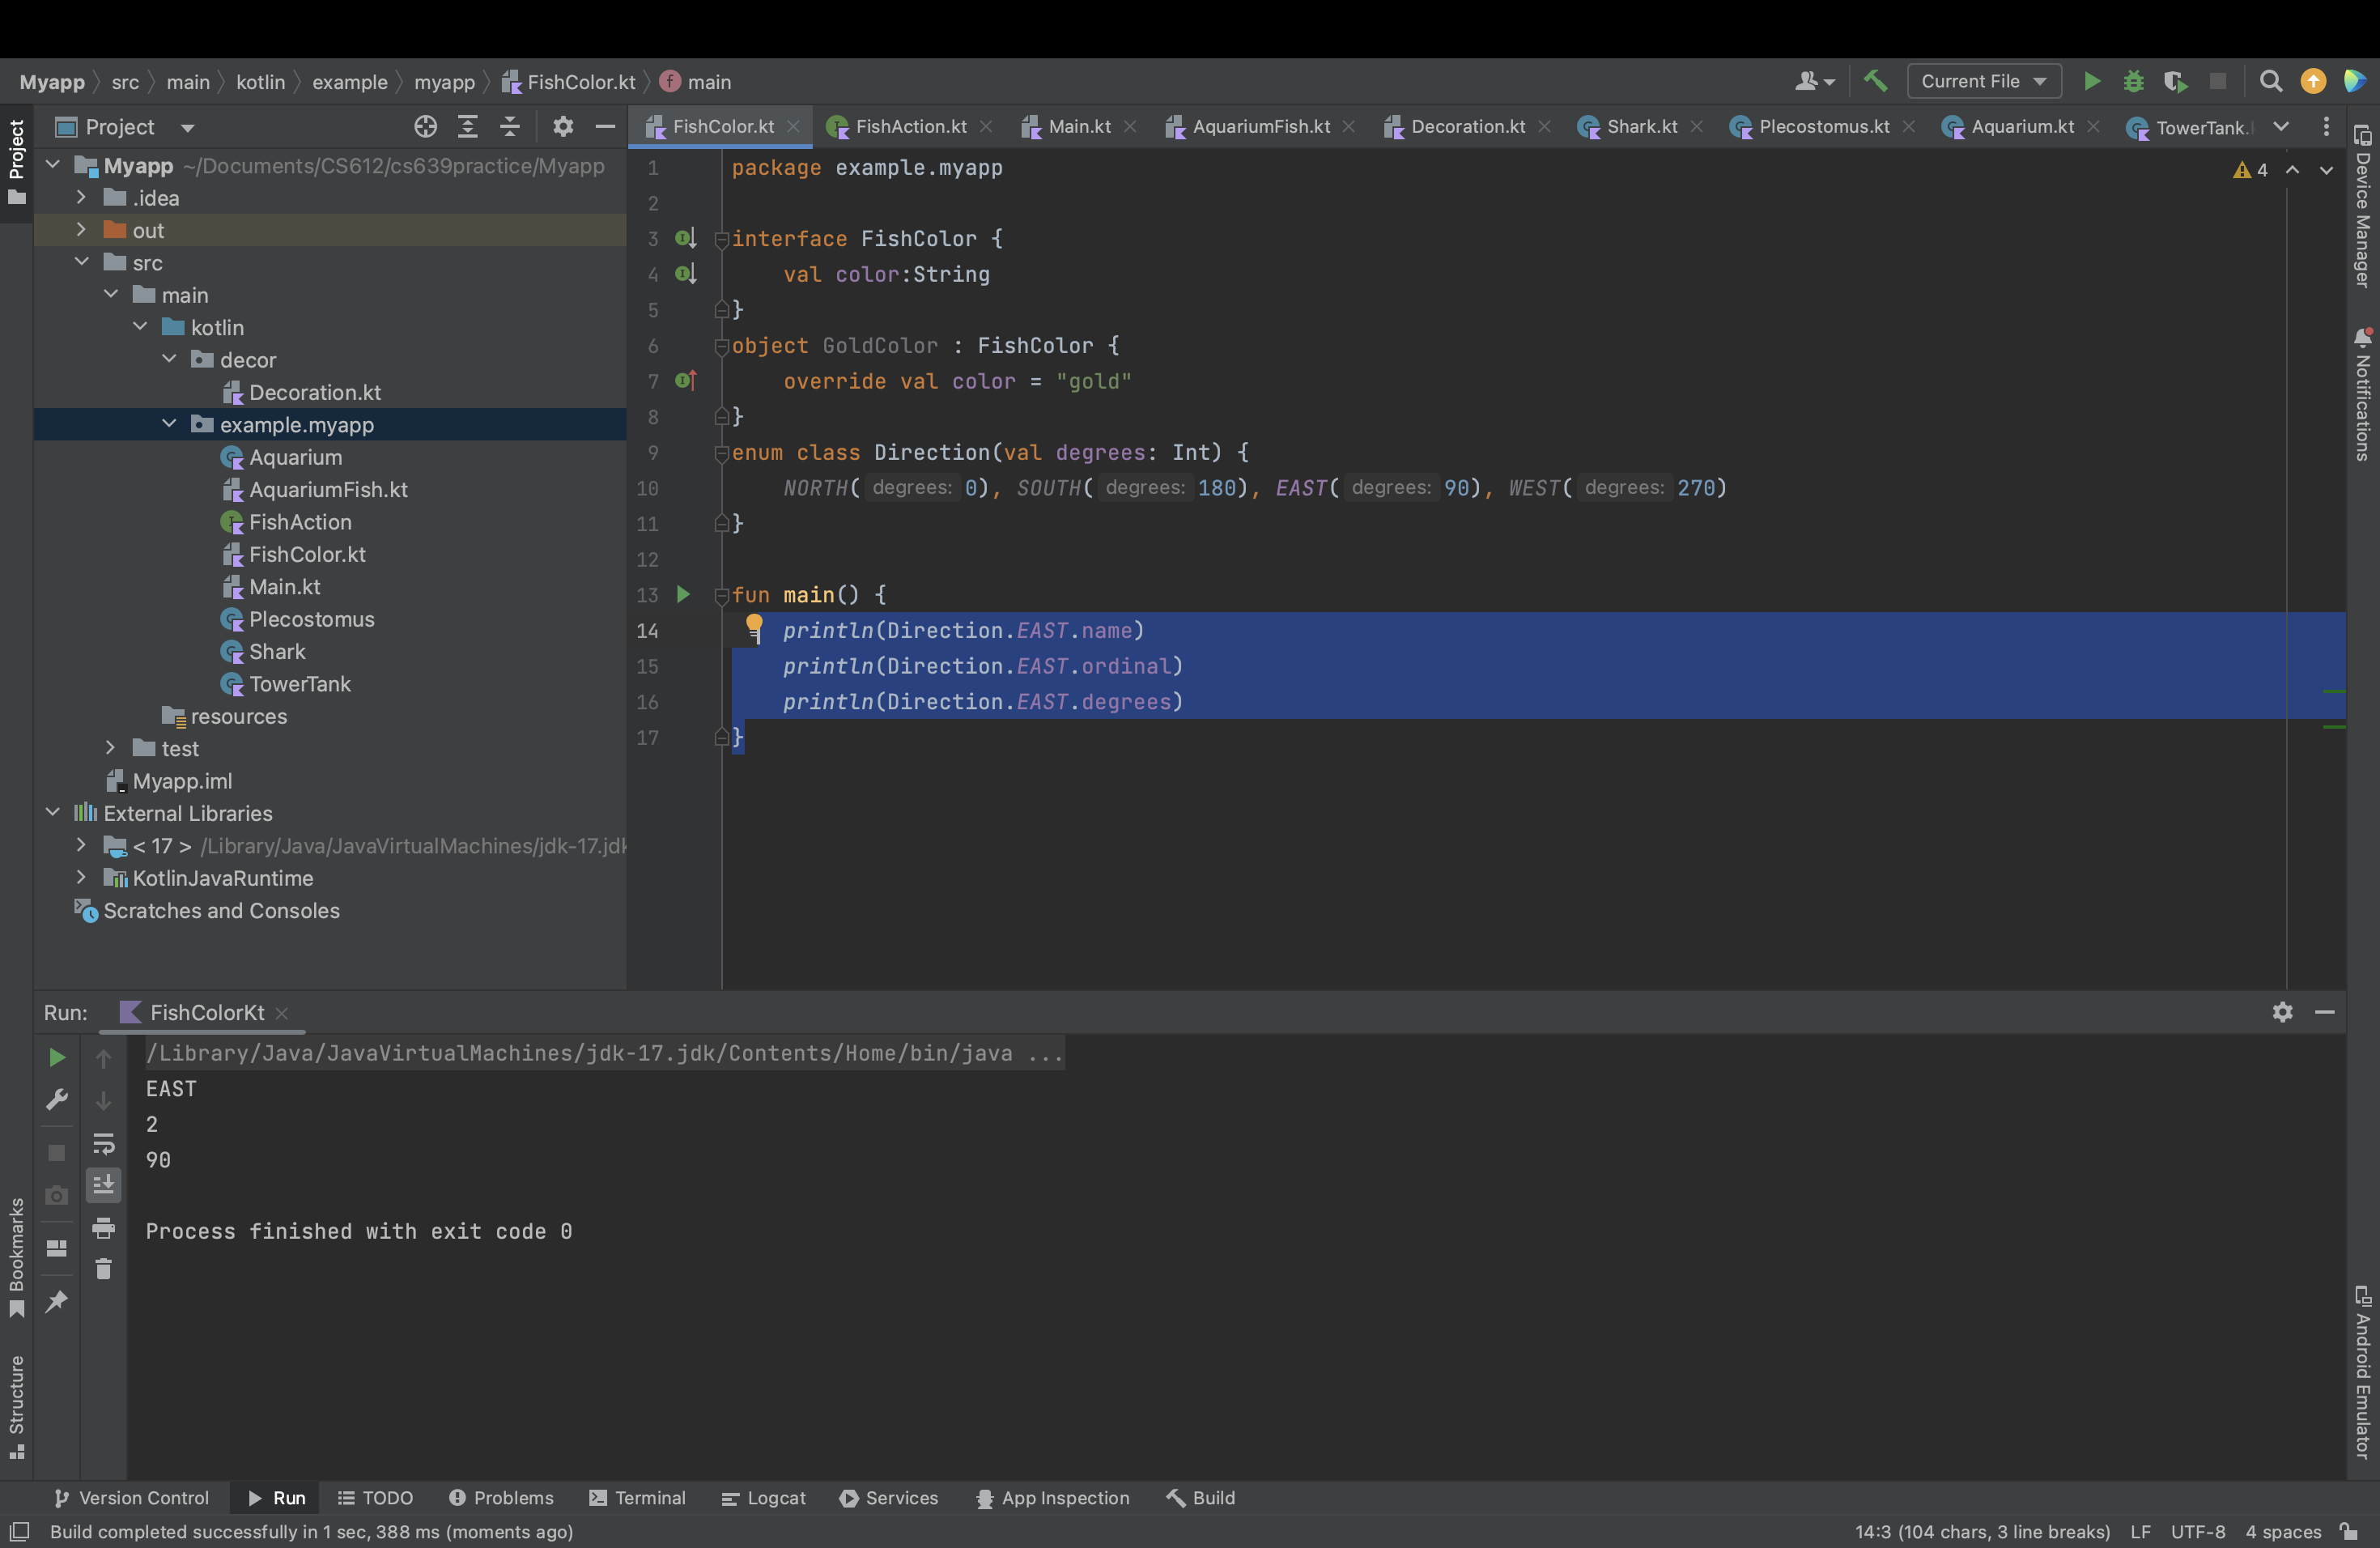 Myapp src main kotlin example myapp FishColor.kt main Current File
Project
FishColor.kt FishAction.kt Main.kt AquariumFish.kt Decoration.kt Shark.kt Plecostomus.kt Aquarium.kt TowerTank.
Project
Myapp ~/Documents/CS612/cs639practice/Myapp
.idea
out
src
main
kotlin
decor
Decoration.kt
example.myapp
Aquarium
AquariumFish.kt
FishAction
FishColor.kt
Main.kt
Plecostomus
Shark
TowerTank
resources
test
Myapp.iml
External Libraries
< 17 > /Library/Java/JavaVirtualMachines/jdk-17.jdk
KotlinJavaRuntime
Scratches and Consoles
4
1 package example.myapp
2
3 interface FishColor {
4 val color:String
5 }
6 object GoldColor : FishColor {
7 override val color = "gold"
8 }
9 enum class Direction(val degrees: Int) {
10 NORTH( degrees: 0), SOUTH( degrees: 180), EAST( degrees: 90), WEST( degrees: 270)
11 }
12
13 fun main() {
14 println(Direction.EAST.name)
15 println(Direction.EAST.ordinal)
16 println(Direction.EAST.degrees)
17 }
Device Manager
Notifications
Android Emulator
Bookmarks
Structure
Run: FishColorKt
/Library/Java/JavaVirtualMachines/jdk-17.jdk/Contents/Home/bin/java ...
EAST
2
90
Process finished with exit code 0
Version Control Run TODO Problems Terminal Logcat Services App Inspection Build
Build completed successfully in 1 sec, 388 ms (moments ago) 14:3 (104 chars, 3 line breaks) LF UTF-8 4 spaces